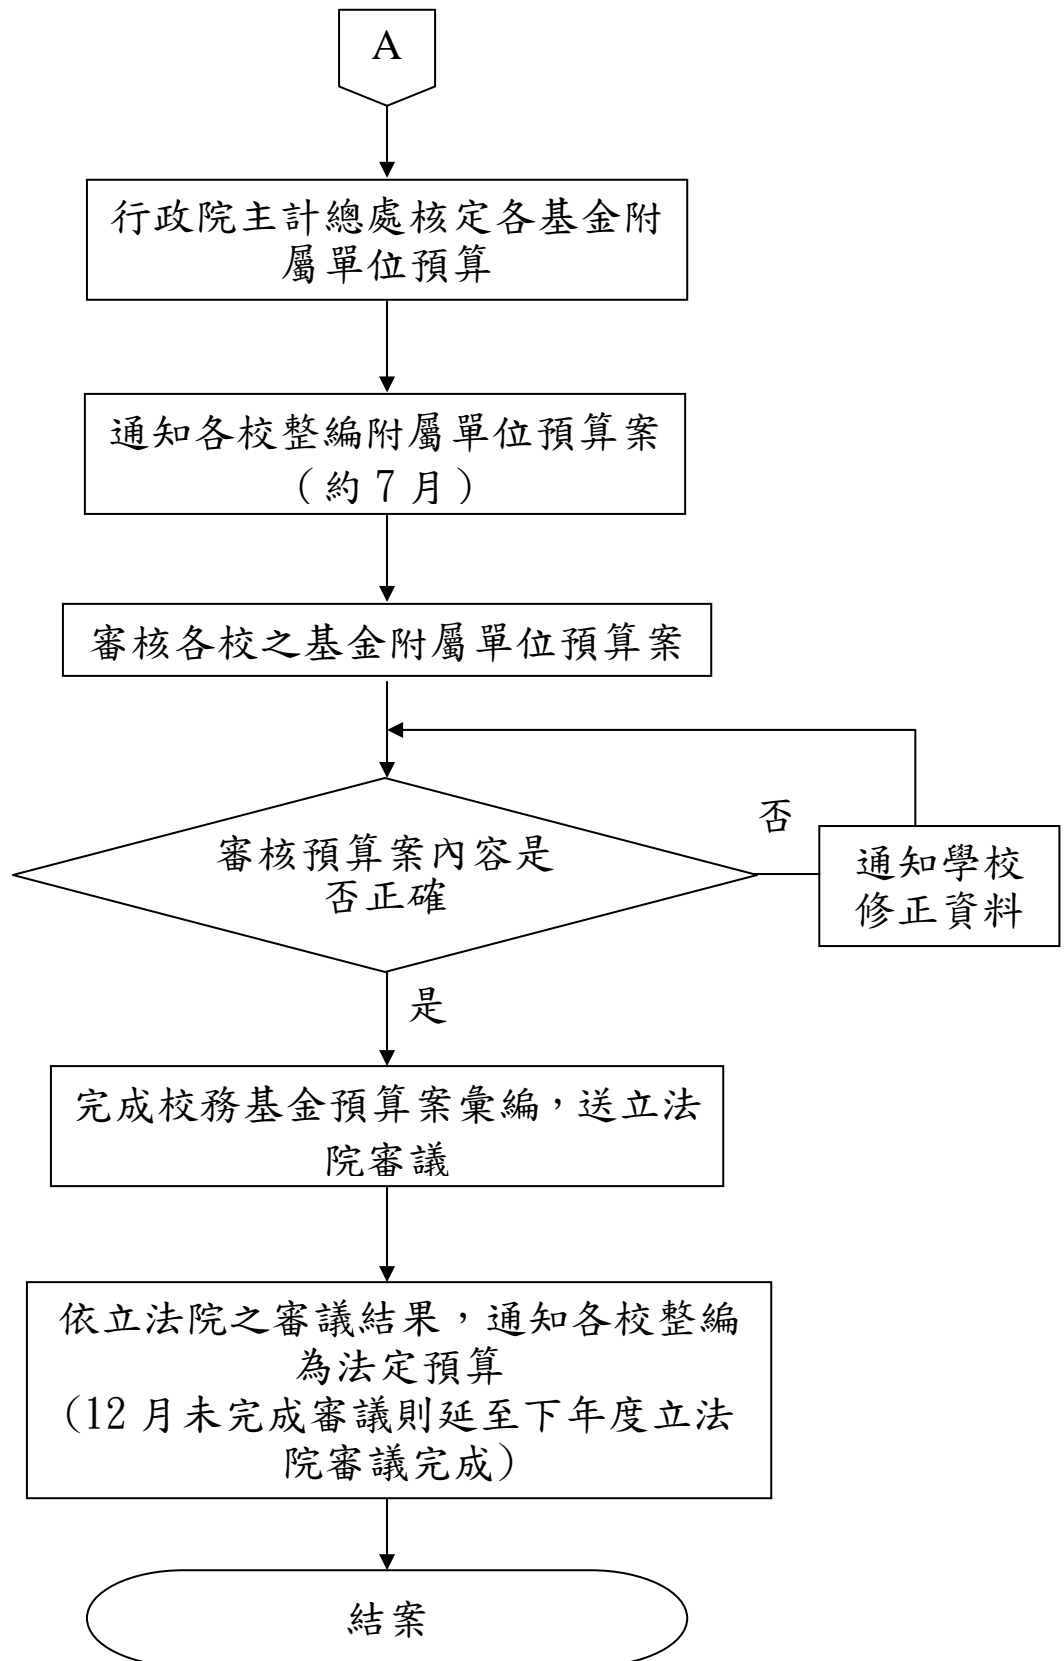 A
行政院主計總處核定各基金附
屬單位預算
通知各校整編附屬單位預算案
(約7月)
審核各校之基金附屬單位預算案
審核預算案內容是
否正確
否
通知學校
修正資料
是
完成校務基金預算案彙編,送立法
院審議
依立法院之審議結果,通知各校整編
為法定預算
(12月未完成審議則延至下年度立法
院審議完成)
結案